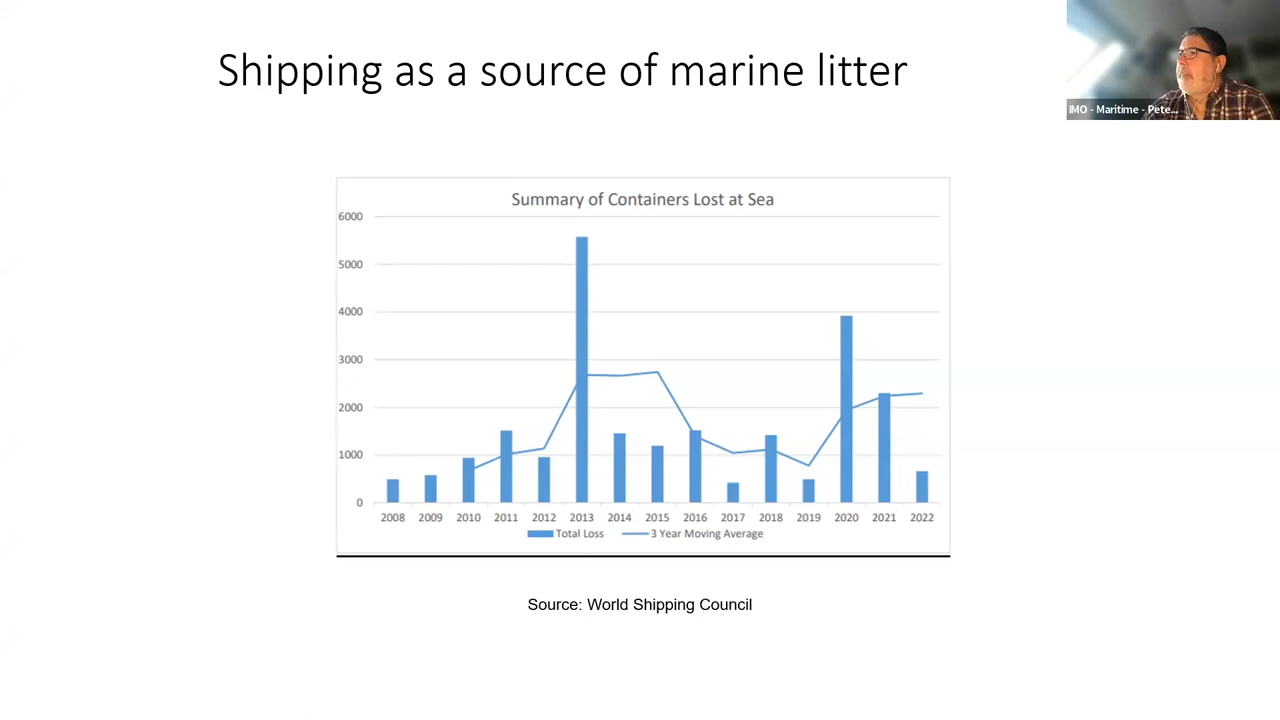 Shipping as a source of marine litter
IMO - Maritime - Pete...
Summary of Containers Lost at Sea
6000
5000
4000
3000
2000
1000
0
2008 2009 2010 2011 2012 2013 2014 2015 2016 2017 2018 2019 2020 2021 2022
Total Loss 3 Year Moving Average
Source: World Shipping Council